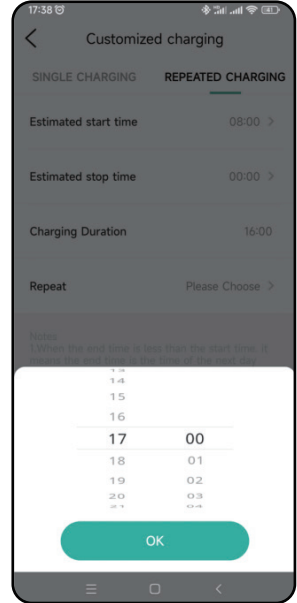 17:38
Customized charging
SINGLE CHARGING REPEATED CHARGING
Estimated start time 08:00 >
Estimated stop time 00:00 >
Charging Duration 16:00
Repeat Please Choose >
Notes:
1.When the end time is less than the start time, it
means the end time is the time of the next day
13
14
15
16
17 00
18 01
19 02
20 03
21 04
OK